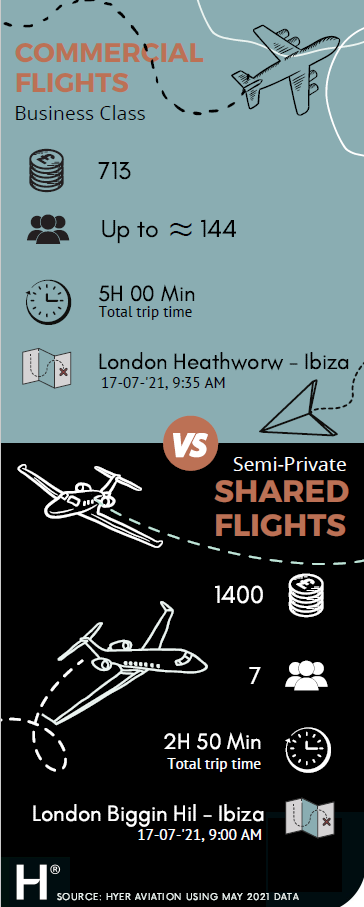 COMMERCIAL
FLIGHTS
Business Class
£
713
Up to ≈ 144
5H 00 Min
Total trip time
London Heathworw – Ibiza
17-07-'21, 9:35 AM
VS
Semi-Private
SHARED
FLIGHTS
1400
£
7
2H 50 Min
Total trip time
London Biggin Hil – Ibiza
17-07-'21, 9:00 AM
H®
SOURCE: HYER AVIATION USING MAY 2021 DATA